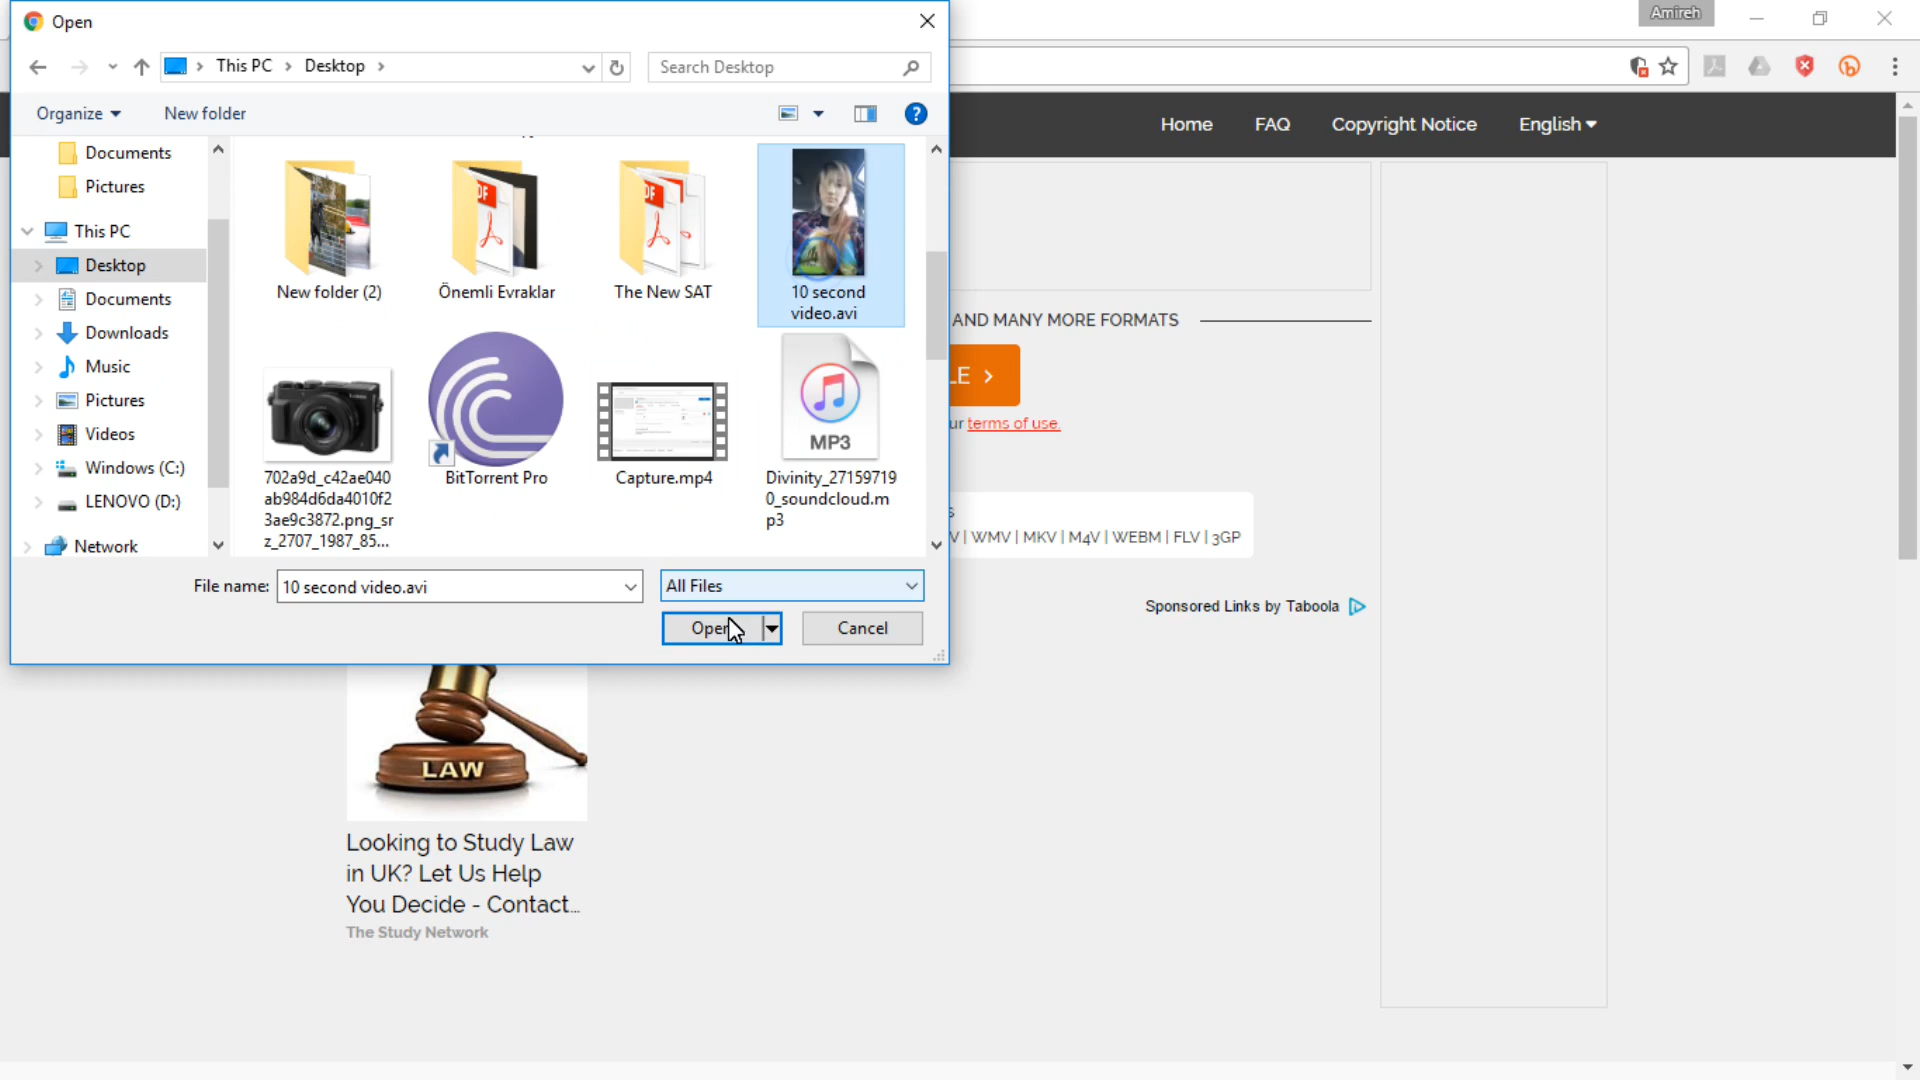 Open
Amireh
This PC
Desktop
Search Desktop
Organize
New folder
Home
FAQ
Copyright Notice
English
Documents
Pictures
This PC
Desktop
Documents
Downloads
Music
Pictures
Videos
Windows (C:)
LENOVO (D:)
Network
New folder (2)
Önemli Evraklar
The New SAT
10 second
video.avi
702a9d_c42ae040
ab984d6da4010f2
3ae9c3872.png_sr
z_2707_1987_85...
BitTorrent Pro
Capture.mp4
MP3
Divinity_27159719
0_soundcloud.m
p3
File name:
10 second video.avi
All Files
Open
Cancel
AND MANY MORE FORMATS
LE
ur terms of use.
V | WMV | MKV | M4V | WEBM | FLV | 3GP
Sponsored Links by Taboola
LAW
Looking to Study Law
in UK? Let Us Help
You Decide - Contact...
The Study Network